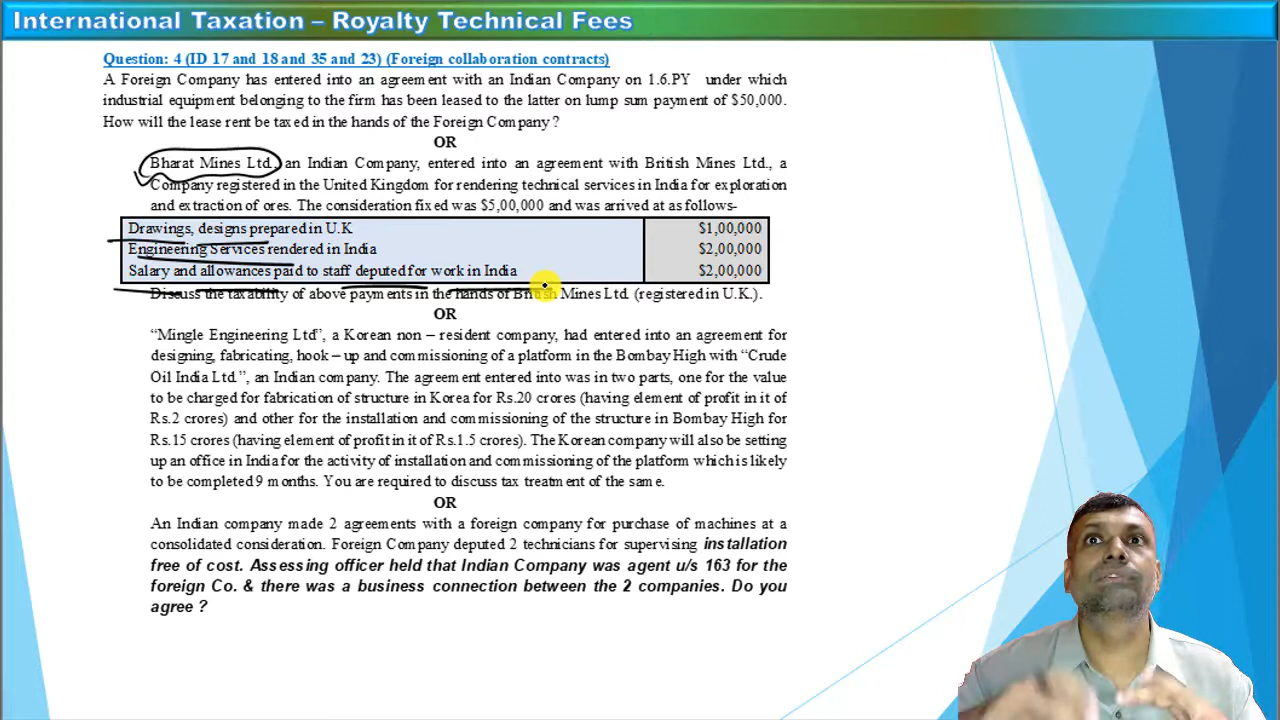 International Taxation – Royalty Technical Fees
Question: 4 (ID 17 and 18 and 35 and 23) (Foreign collaboration contracts)
A Foreign Company has entered into an agreement with an Indian Company on 1.6.PY under which
industrial equipment belonging to the firm has been leased to the latter on lump sum payment of $50,000.
How will the lease rent be taxed in the hands of the Foreign Company?
OR
Bharat Mines Ltd. an Indian Company, entered into an agreement with British Mines Ltd., a
Company registered in the United Kingdom for rendering technical services in India for exploration
and extraction of ores. The consideration fixed was $5,00,000 and was arrived at as follows-
Drawings, designs prepared in U.K $1,00,000
Engineering Services rendered in India $2,00,000
Salary and allowances paid to staff deputed for work in India $2,00,000
Discuss the taxability of above payments in the hands of British Mines Ltd. (registered in U.K.).
OR
“Mingle Engineering Ltd”, a Korean non – resident company, had entered into an agreement for
designing, fabricating, hook – up and commissioning of a platform in the Bombay High with “Crude
Oil India Ltd.”, an Indian company. The agreement entered into was in two parts, one for the value
to be charged for fabrication of structure in Korea for Rs.20 crores (having element of profit in it of
Rs.2 crores) and other for the installation and commissioning of the structure in Bombay High for
Rs.15 crores (having element of profit in it of Rs.1.5 crores). The Korean company will also be setting
up an office in India for the activity of installation and commissioning of the platform which is likely
to be completed 9 months. You are required to discuss tax treatment of the same.
OR
An Indian company made 2 agreements with a foreign company for purchase of machines at a
consolidated consideration. Foreign Company deputed 2 technicians for supervising installation
free of cost. Assessing officer held that Indian Company was agent u/s 163 for the
foreign Co. & there was a business connection between the 2 companies. Do you
agree ?